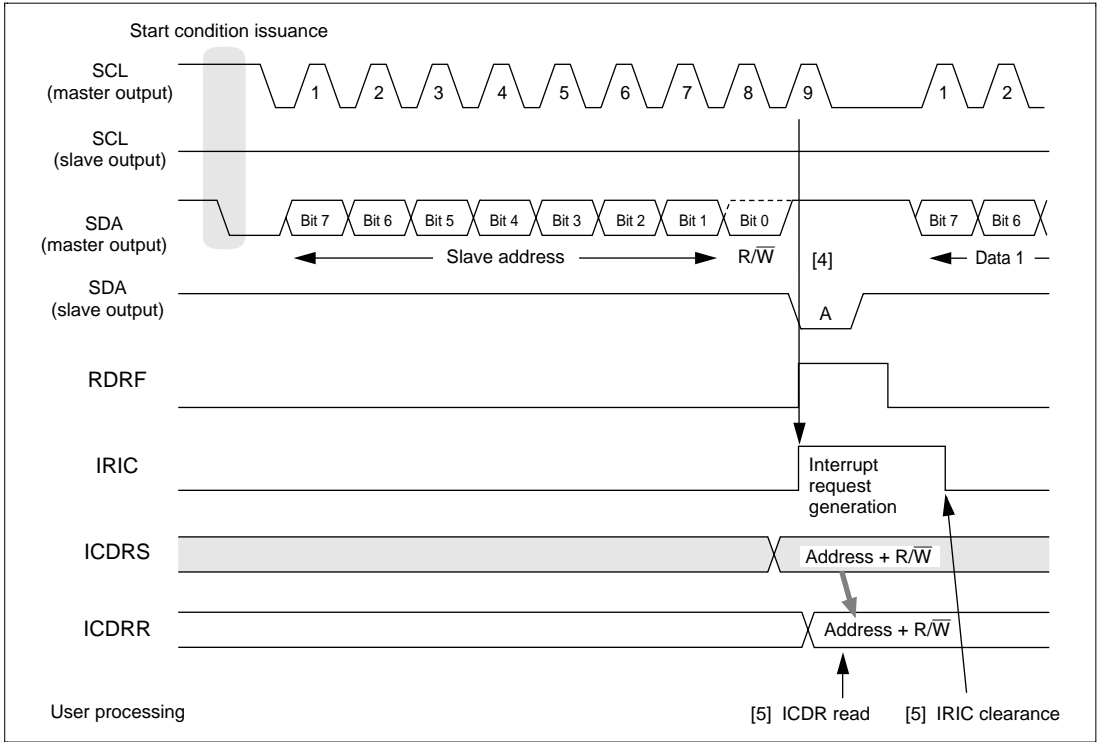 Start condition issuance
SCL
(master output)
1 2 3 4 5 6 7 8 9 1 2
SCL
(slave output)
SDA
(master output)
Bit 7 Bit 6 Bit 5 Bit 4 Bit 3 Bit 2 Bit 1 Bit 0 Bit 7 Bit 6
Slave address R/W̅ [4] Data 1
SDA
(slave output)
A
RDRF
IRIC
Interrupt
request
generation
ICDRS
Address + R/W̅
ICDRR
Address + R/W̅
User processing
[5] ICDR read
[5] IRIC clearance